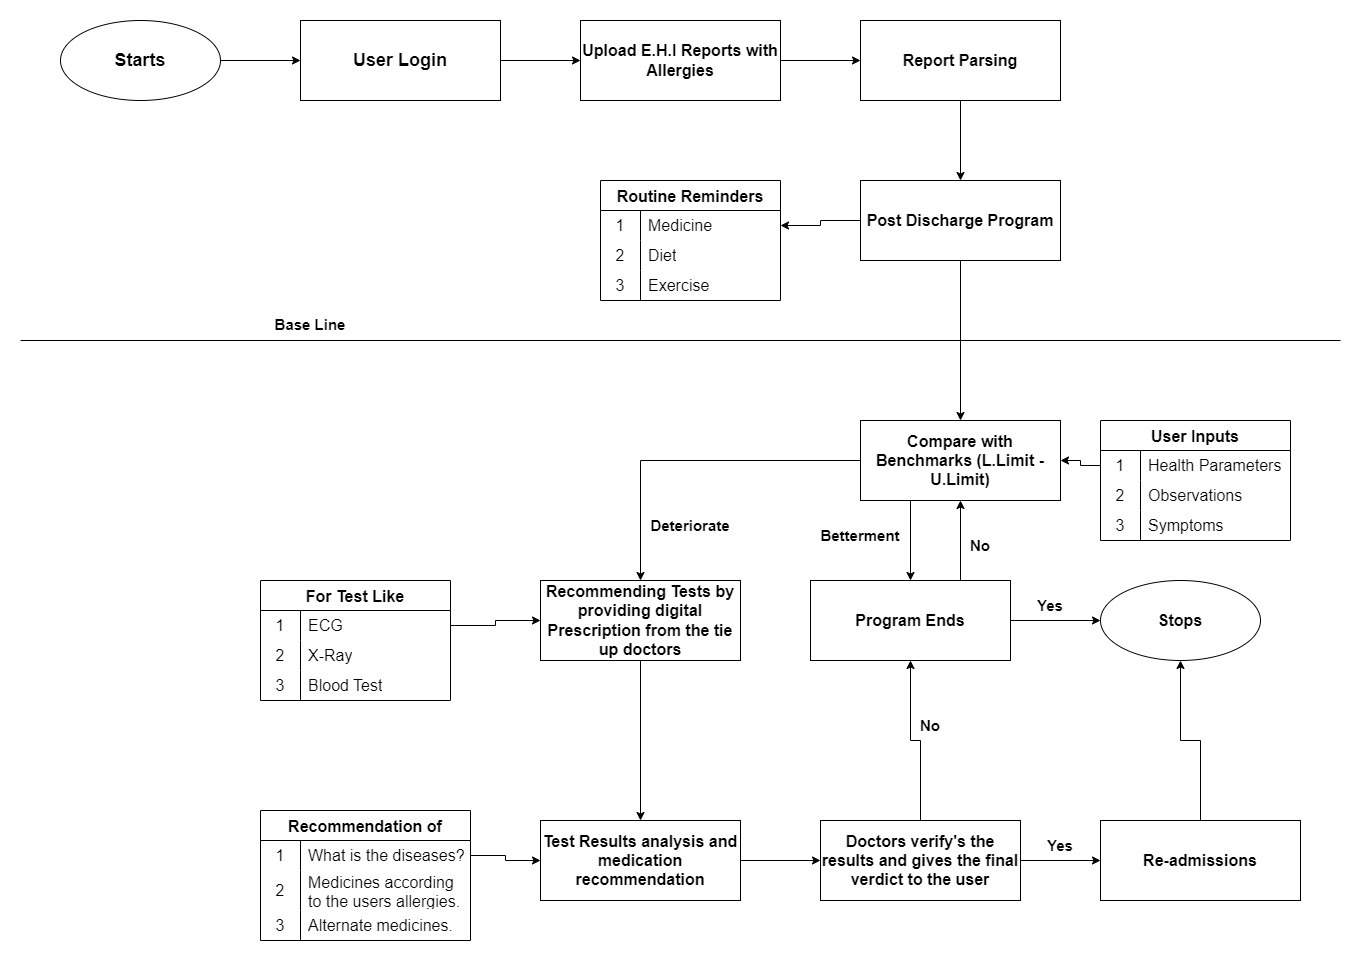 Starts
User Login
Upload E.H.I Reports with
Allergies
Report Parsing
Routine Reminders
1 Medicine
2 Diet
3 Exercise
Post Discharge Program
Base Line
Compare with
Benchmarks (L.Limit -
U.Limit)
User Inputs
1 Health Parameters
2 Observations
3 Symptoms
Deteriorate
Betterment
No
For Test Like
1 ECG
2 X-Ray
3 Blood Test
Recommending Tests by
providing digital
Prescription from the tie
up doctors
Program Ends
Yes
Stops
No
Recommendation of
1 What is the diseases?
2 Medicines according
to the users allergies.
3 Alternate medicines.
Test Results analysis and
medication
recommendation
Doctors verify's the
results and gives the final
verdict to the user
Yes
Re-admissions